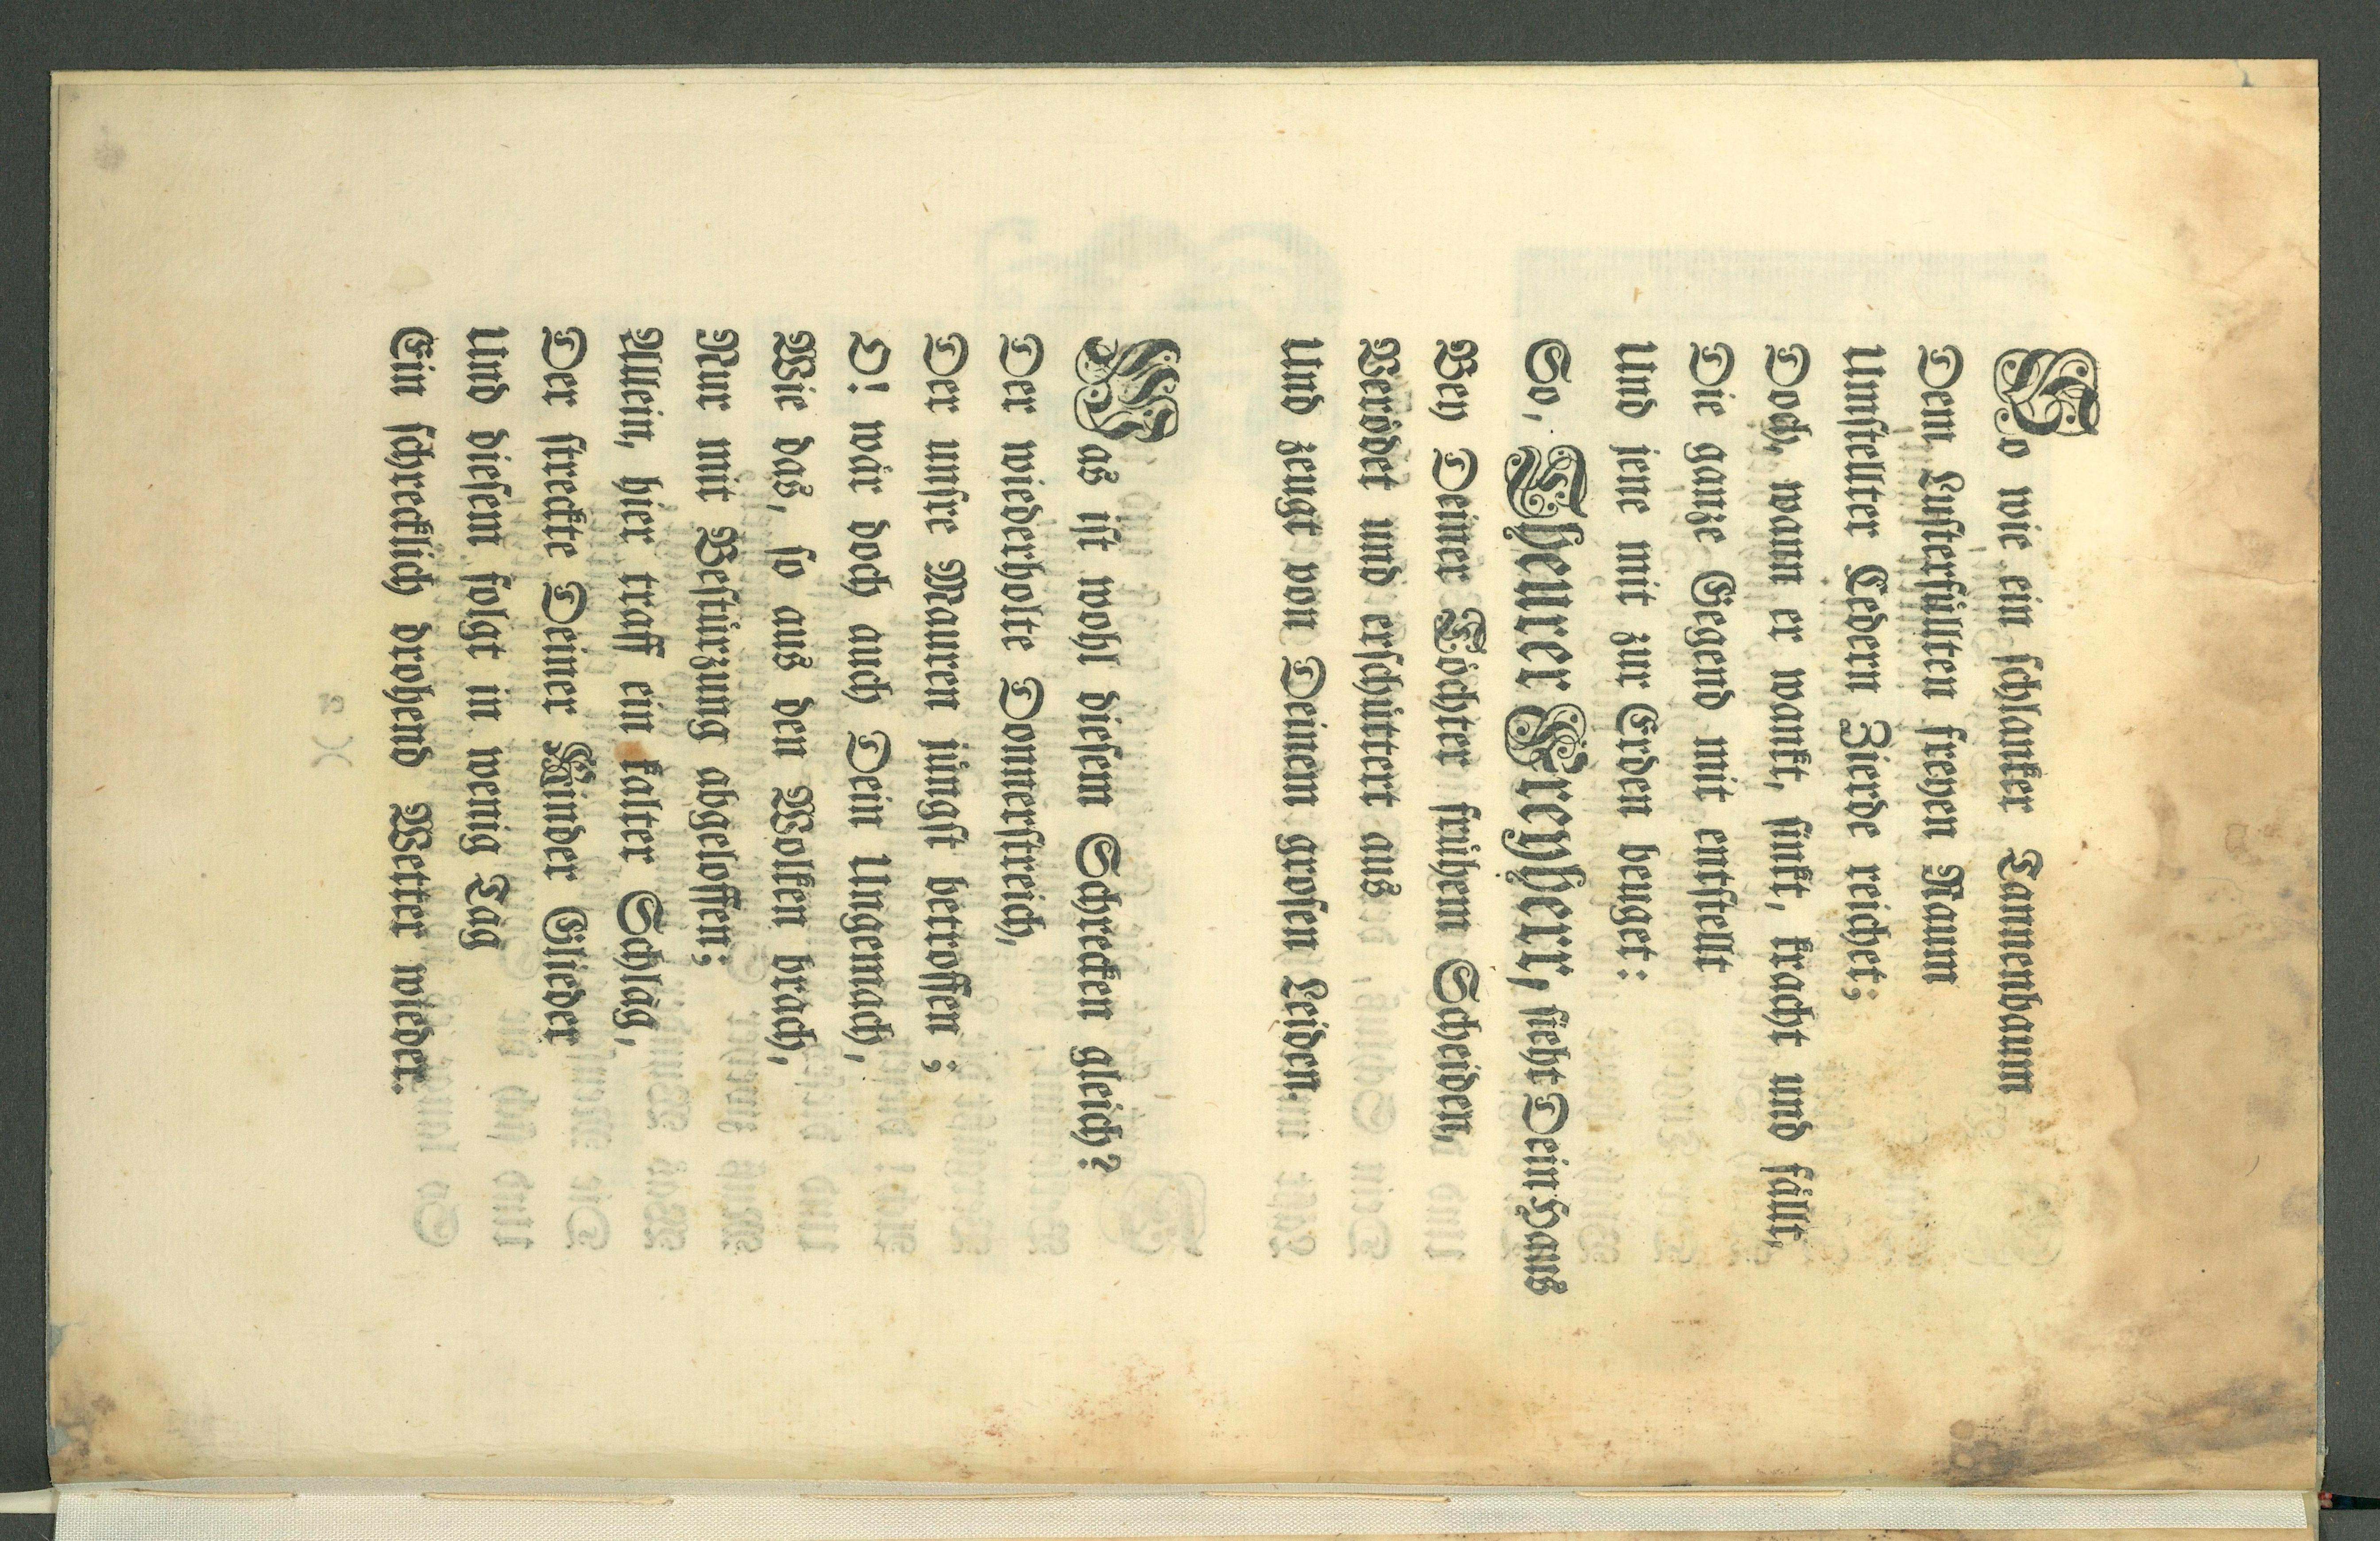 So wie ein schlanker Tannenbaum
Dem Lusterfüllten freyen Raum
Umstellter Cedern Zierde reichet;
Doch, wann er wankt, sinkt, kracht und fällt,
Die ganze Gegend mit entstellt
Und jene mit zur Erden beuget:
So, Theurer Freyherr, sieht Dein Hauß
Bey Deiner Töchter frühem Scheiden,
Verödet und erschüttert auß
Und zeugt von Deinem grosen Leiden.
Was ist wohl diesem Schrecken gleich?
Der wiederholte Donnerstreich,
Der unsre Mauren jüngst betroffen;
O! wär doch auch Dein Ungemach,
Wie das, so auß den Wolken brach,
Nur mit Bestürzung abgeloffen;
Allein, hier traff ein kalter Schlag,
Der streckte Deiner Kinder Glieder
Und diesem folgt in wenig Tag
Ein schrecklich drohend Wetter wieder.